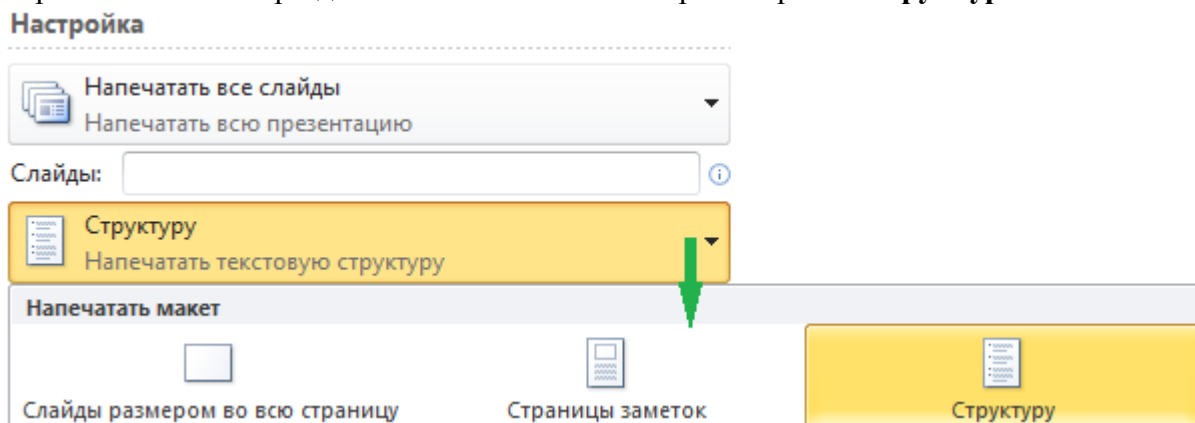 Настройка
Напечатать все слайды
Напечатать всю презентацию
Слайды:
Структуру
Напечатать текстовую структуру
Напечатать макет
Слайды размером во всю страницу Страницы заметок Структуру